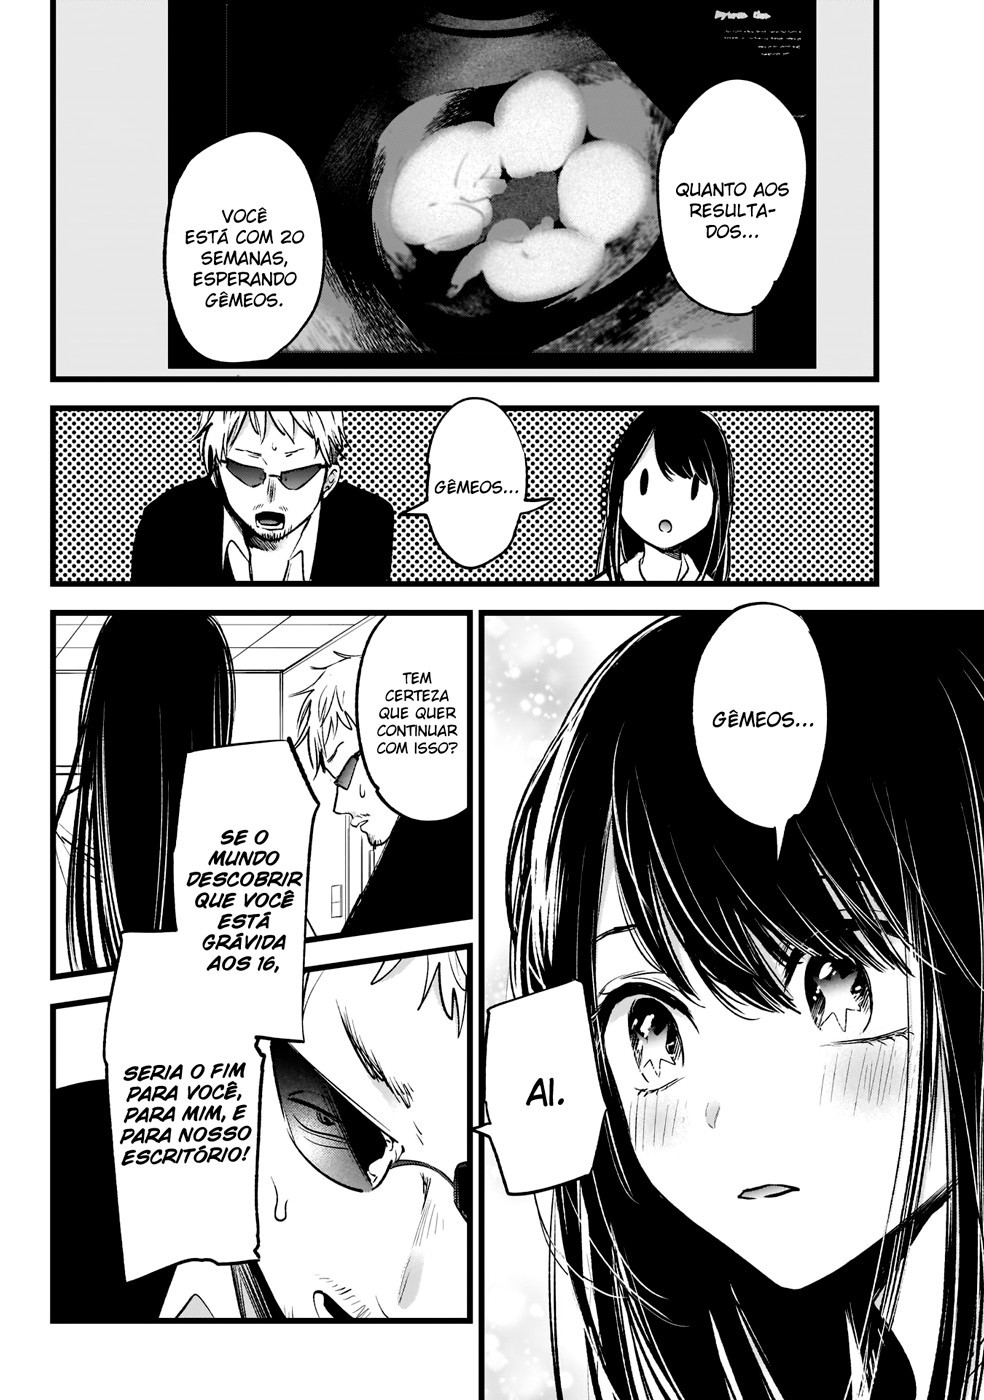 QUANTO AOS
RESULTA-
DOS...
VOCÊ
ESTÁ COM 20
SEMANAS,
ESPERANDO
GÊMEOS.
GÊMEOS...
GÊMEOS...
AI.
TEM
CERTEZA
QUE QUER
CONTINUAR
COM ISSO?
SE O
MUNDO
DESCOBRIR
QUE VOCÊ
ESTÁ
GRÁVIDA
AOS 16,
SERIA O FIM
PARA VOCÊ,
PARA MIM, E
PARA NOSSO
ESCRITÓRIO!